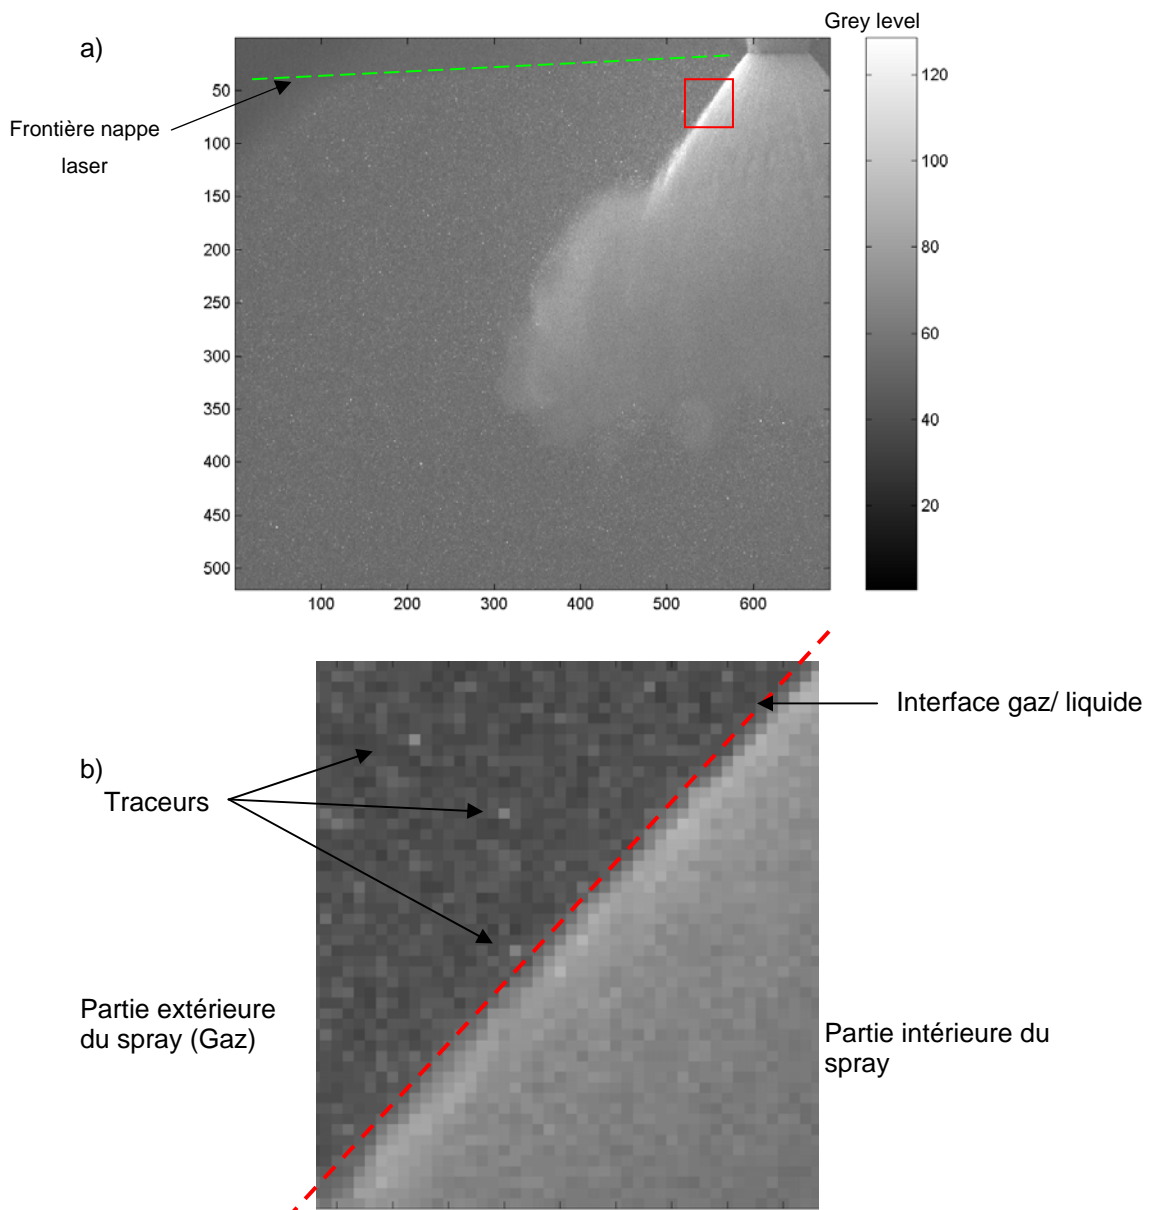 Grey level
a)
120
100
80
60
40
20
50
100
150
200
250
300
350
400
450
500
100 200 300 400 500 600
Frontière nappe
laser
b)
Traceurs
Interface gaz/ liquide
Partie extérieure
du spray (Gaz)
Partie intérieure du
spray